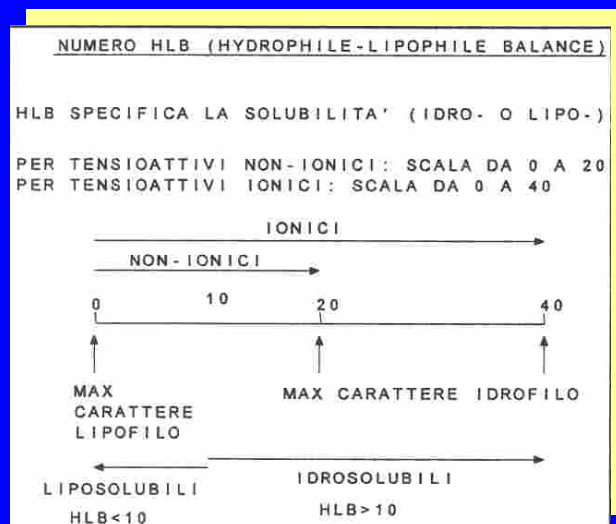 NUMERO HLB (HYDROPHILE-LIPOPHILE BALANCE)
HLB SPECIFICA LA SOLUBILITA' (IDRO- O LIPO-)
PER TENSIOATTIVI NON-IONICI: SCALA DA 0 A 20
PER TENSIOATTIVI IONICI: SCALA DA 0 A 40
IONICI
NON-IONICI
0 10 20 40
MAX CARATTERE LIPOFILO
MAX CARATTERE IDROFILO
LIPOSOLUBILI
HLB<10
IDROSOLUBILI
HLB>10